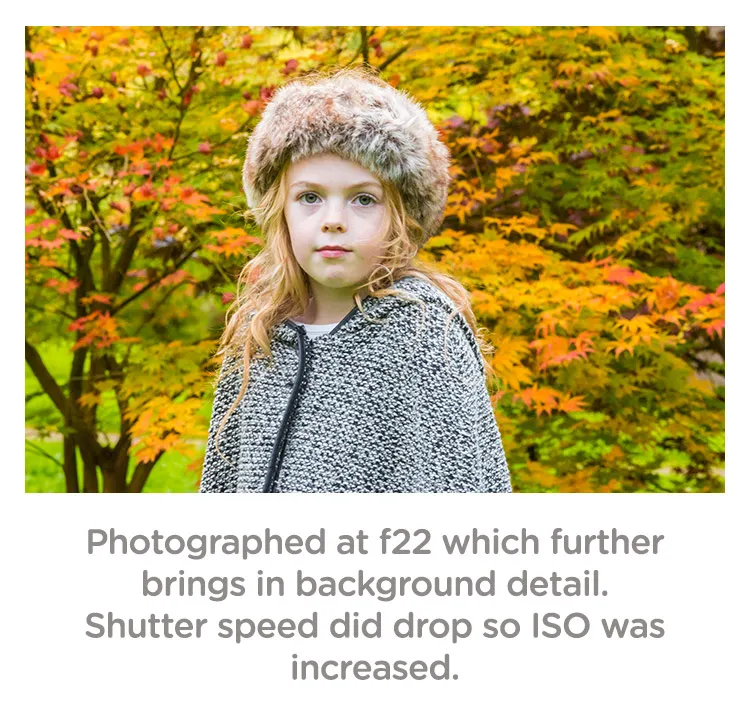 Photographed at f22 which further
brings in background detail.
Shutter speed did drop so ISO was
increased.